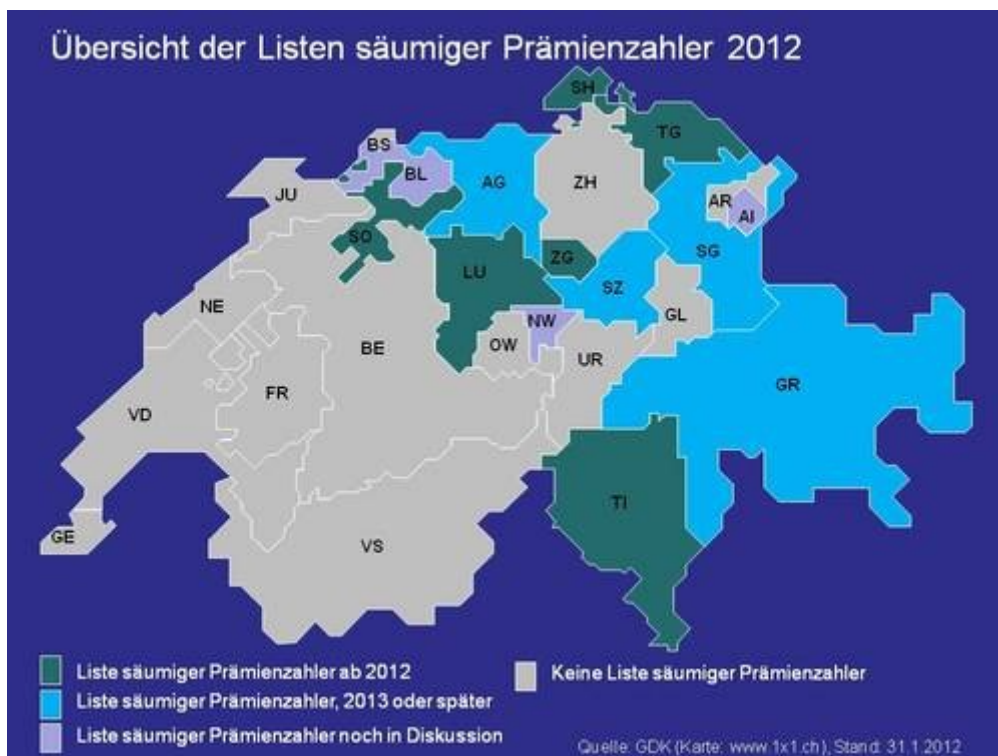 Übersicht der Listen säumiger Prämienzahler 2012
SH
TG
BS
BL
AG
ZH
JU
AR
AI
SO
ZG
SG
LU
SZ
NE
NW
GL
BE
OW
UR
FR
GR
VD
TI
GE
VS
Liste säumiger Prämienzahler ab 2012
Keine Liste säumiger Prämienzahler
Liste säumiger Prämienzahler, 2013 oder später
Liste säumiger Prämienzahler noch in Diskussion
Quelle: GDK (Karte: www.1x1.ch), Stand: 31.1.2012